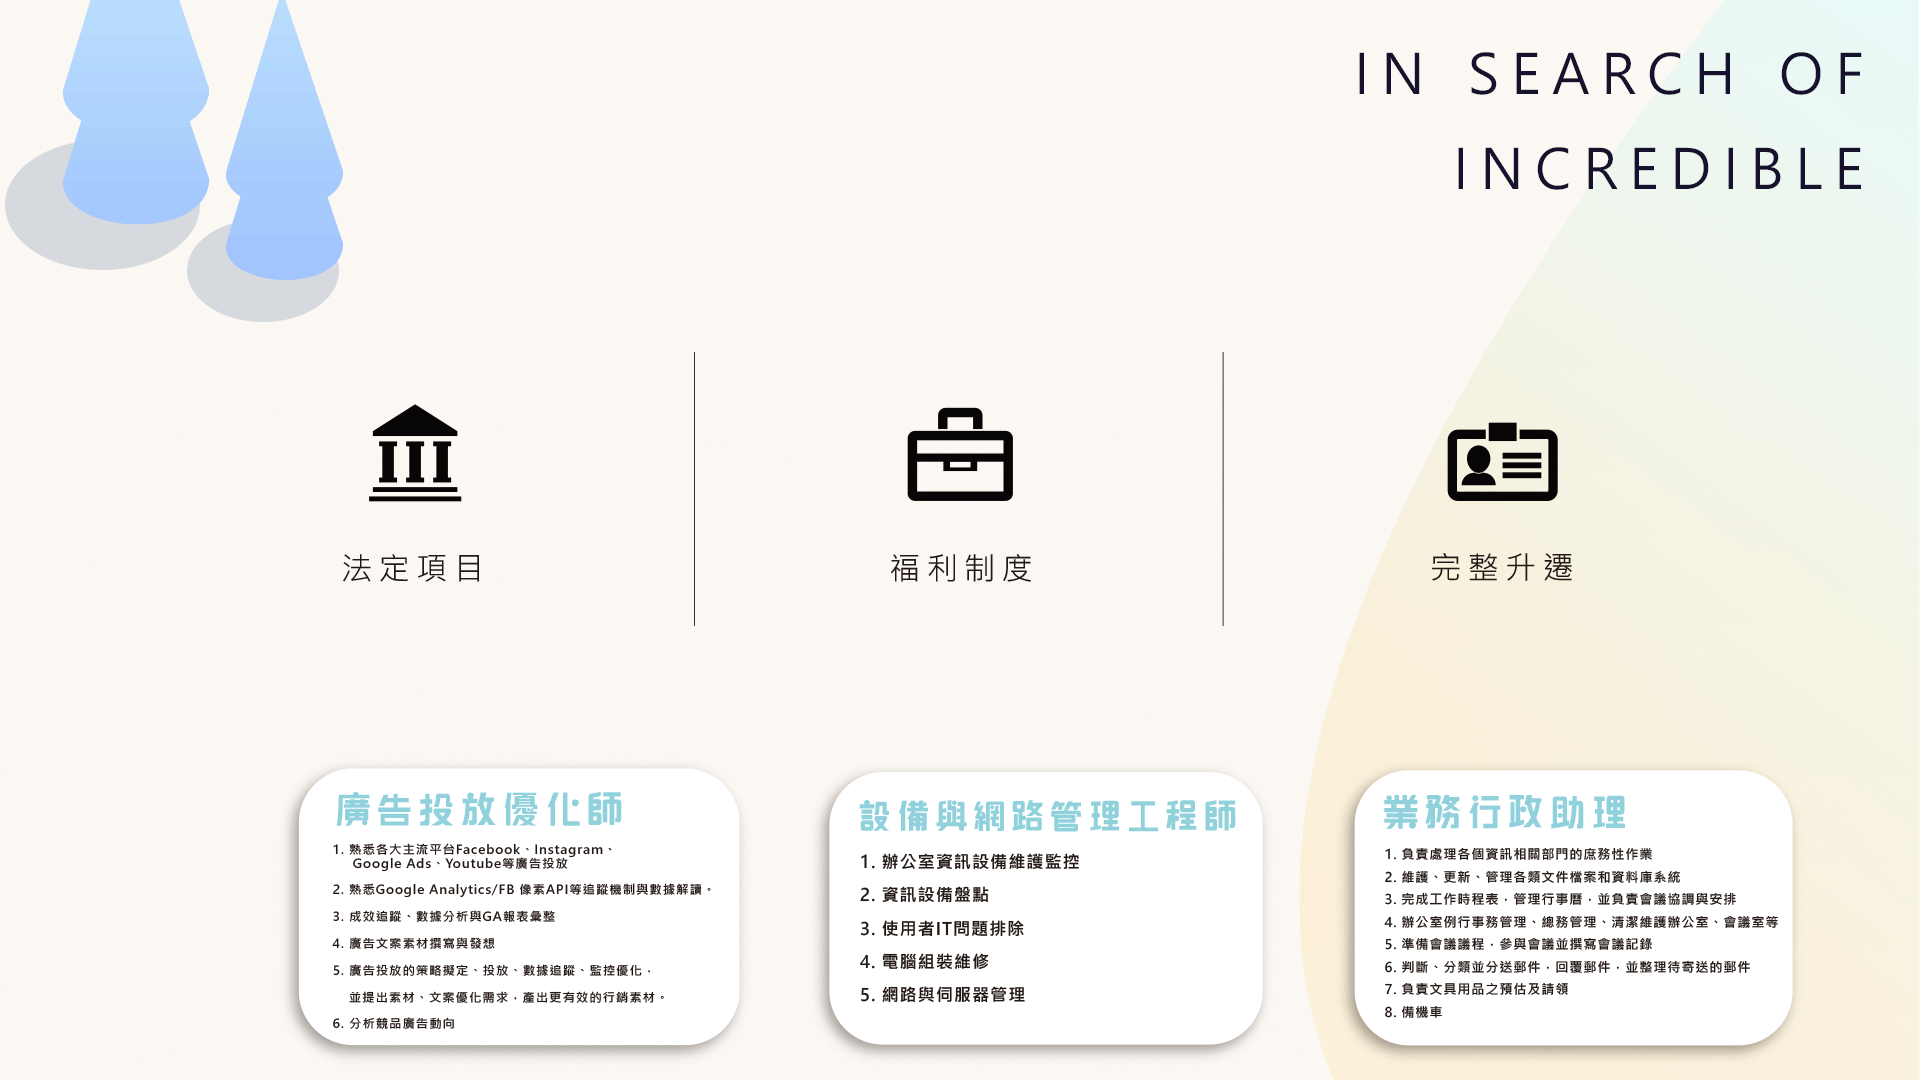 IN SEARCH OF
INCREDIBLE
法定項目
福利制度
完整升遷
廣告投放優化師
1. 熟悉各大主流平台Facebook、Instagram、
Google Ads、Youtube等廣告投放
2. 熟悉Google Analytics/FB 像素API等追蹤機制與數據解讀。
3. 成效追蹤、數據分析與GA報表彙整
4. 廣告文案素材撰寫與發想
5. 廣告投放的策略擬定、投放、數據追蹤、監控優化，
並提出素材、文案優化需求，產出更有效的行銷素材。
6. 分析競品廣告動向
設備與網路管理工程師
1. 辦公室資訊設備維護監控
2. 資訊設備盤點
3. 使用者IT問題排除
4. 電腦組裝維修
5. 網路與伺服器管理
業務行政助理
1. 負責處理各個資訊相關部門的庶務性作業
2. 維護、更新、管理各類文件檔案和資料庫系統
3. 完成工作時程表，管理行事曆，並負責會議協調與安排
4. 辦公室例行事務管理、總務管理、清潔維護辦公室、會議室等
5. 準備會議議程，參與會議並撰寫會議記錄
6. 判斷、分類並分送郵件，回覆郵件，並整理待寄送的郵件
7. 負責文具用品之預估及請領
8. 備機車